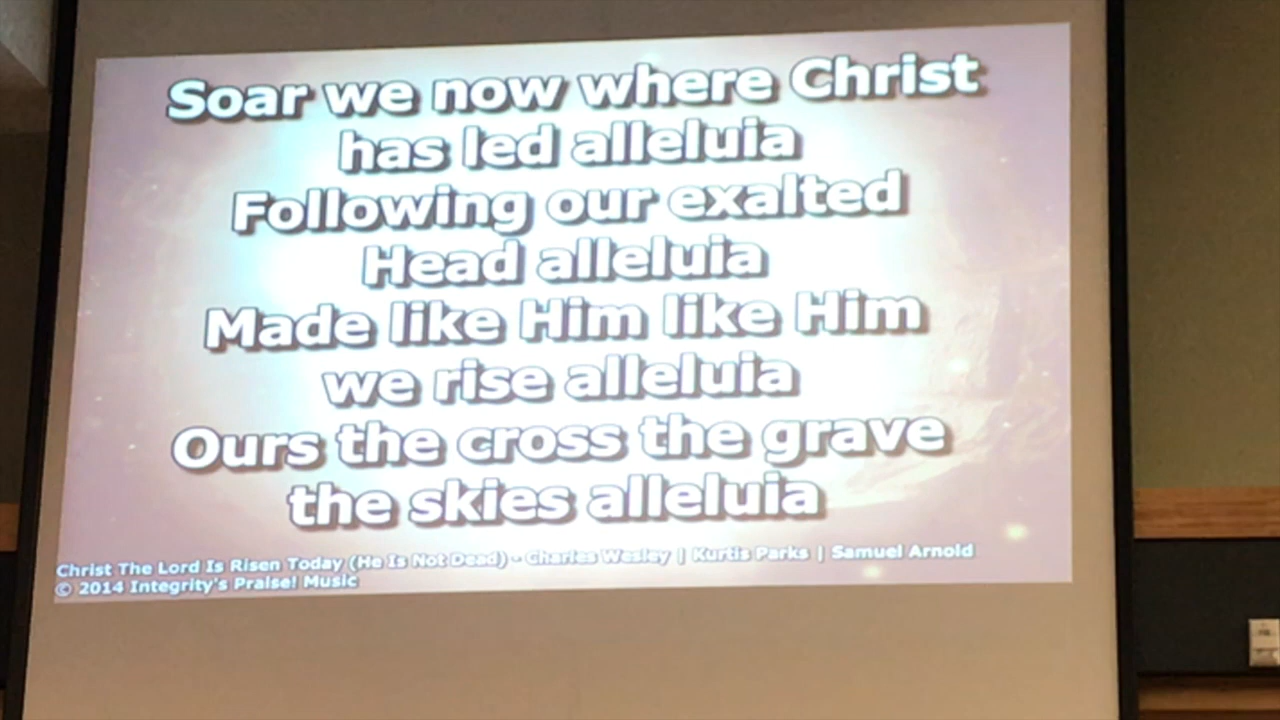 Soar we now where Christ
has led alleluia
Following our exalted
Head alleluia
Made like Him like Him
we rise alleluia
Ours the cross the grave
the skies alleluia
Christ The Lord Is Risen Today (He Is Not Dead) - Charles Wesley | Kurtis Parks | Samuel Arnold
© 2014 Integrity's Praise! Music